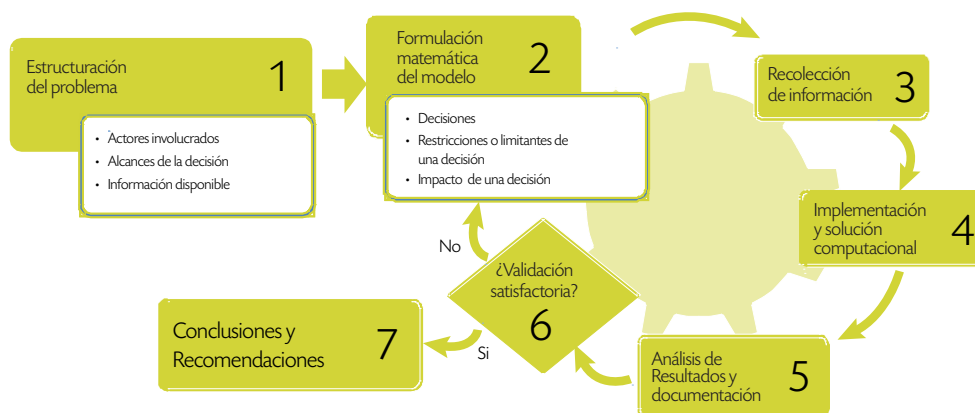 Estructuración
del problema
1
• Actores involucrados
• Alcances de la decisión
• Información disponible
Formulación
matemática
del modelo
2
• Decisiones
• Restricciones o limitantes de
una decisión
• Impacto de una decisión
Recolección
de información
3
Implementación
y solución
computacional
4
Análisis de
Resultados y
documentación
5
¿Validación
satisfactoria?
6
No
Si
Conclusiones y
Recomendaciones
7